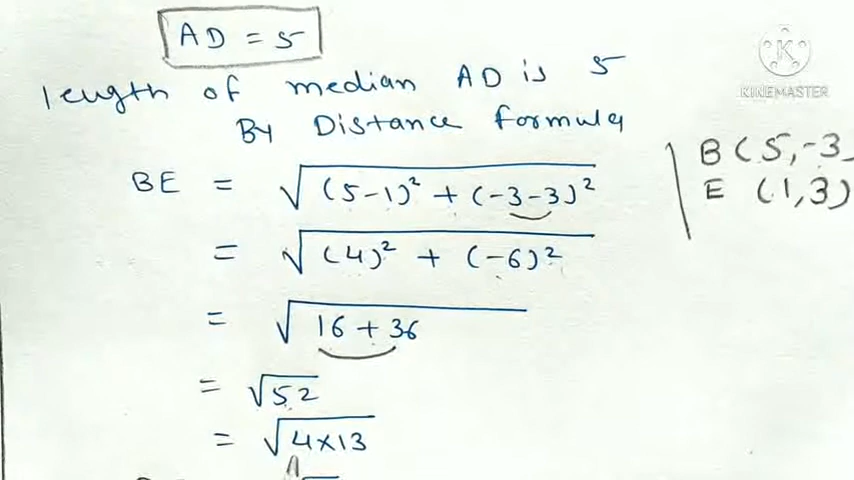 AD = 5
length of median AD is 5
By Distance formula
BE = √(5-1)² + (-3-3)²
= √(4)² + (-6)²
= √16 + 36
= √52
= √4×13
B (5,-3
E (1,3)
K
KINEMASTER